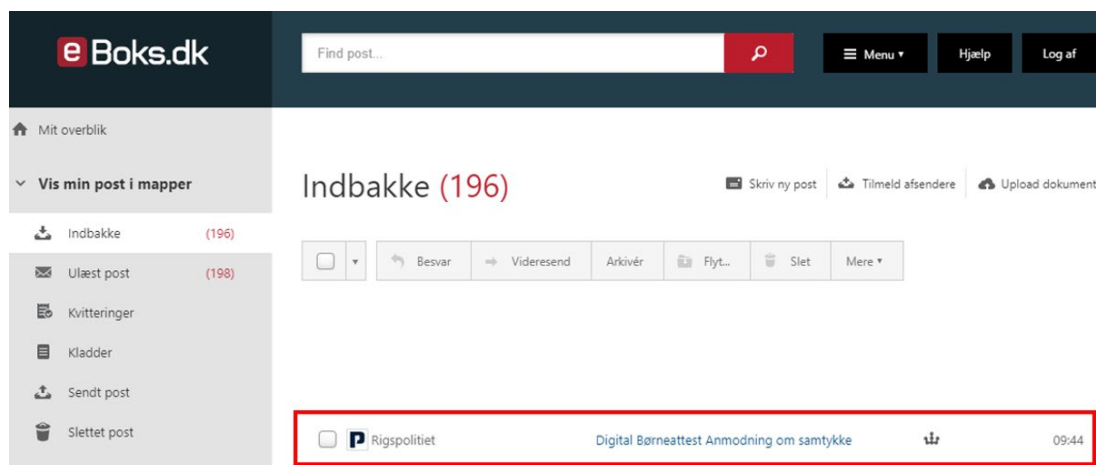 eBoks.dk
Find post...
Menu
Hjælp
Log af
Mit overblik
Vis min post i mapper
Indbakke (196)
Ulæst post (198)
Kvitteringer
Kladder
Sendt post
Slettet post
Indbakke (196)
Skriv ny post
Tilmeld afsendere
Upload dokument
Besvar
Videresend
Arkivér
Flyt...
Slet
Mere
Rigspolitiet Digital Børneattest Anmodning om samtykke 09:44